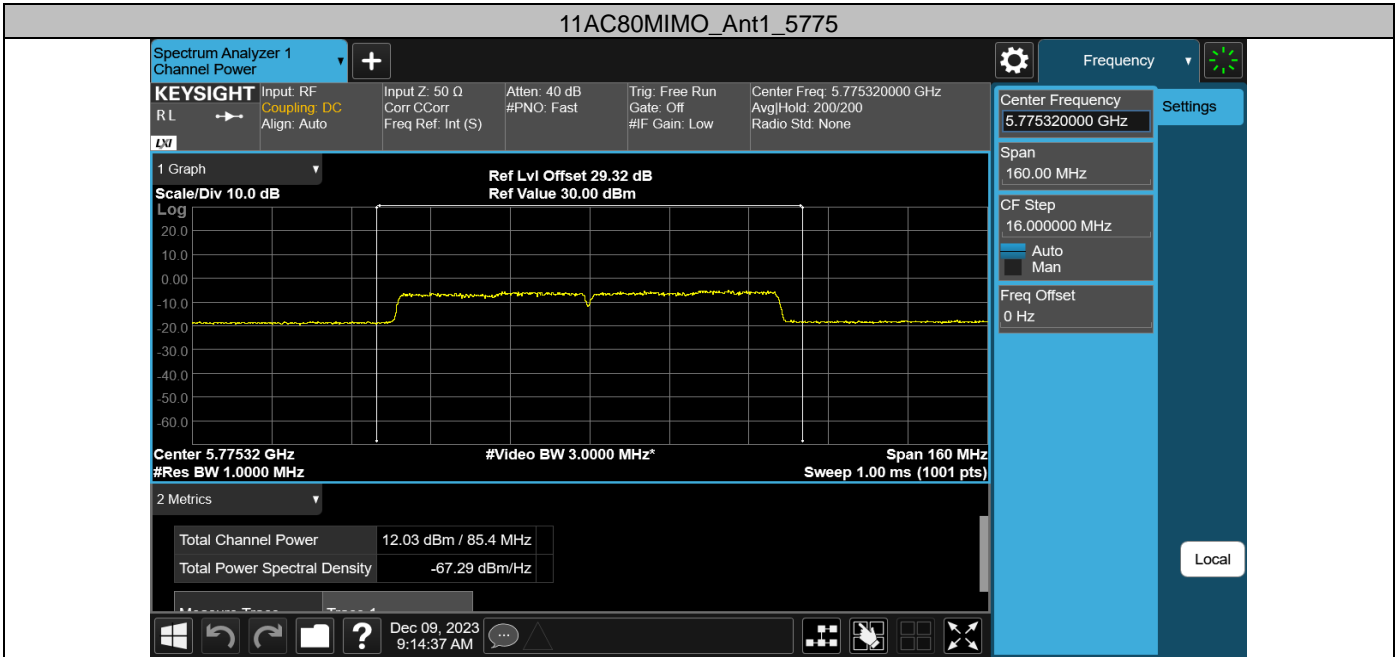 11AC80MIMO_Ant1_5775
Spectrum Analyzer 1
Channel Power
Frequency
KEYSIGHT
R L
LXI
Input: RF
Coupling: DC
Align: Auto
Input Z: 50 Ω
Corr CCorr
Freq Ref: Int (S)
Atten: 40 dB
#PNO: Fast
Trig: Free Run
Gate: Off
#IF Gain: Low
Center Freq: 5.775320000 GHz
Avg|Hold: 200/200
Radio Std: None
Center Frequency
5.775320000 GHz
Settings
Span
160.00 MHz
CF Step
16.000000 MHz
Auto
Man
Freq Offset
0 Hz
1 Graph
Scale/Div 10.0 dB
Ref Lvl Offset 29.32 dB
Ref Value 30.00 dBm
Log
20.0
10.0
0.00
-10.0
-20.0
-30.0
-40.0
-50.0
-60.0
Center 5.77532 GHz
#Video BW 3.0000 MHz*
Span 160 MHz
#Res BW 1.0000 MHz
Sweep 1.00 ms (1001 pts)
2 Metrics
Total Channel Power 12.03 dBm / 85.4 MHz
Total Power Spectral Density -67.29 dBm/Hz
Measure Trace Trace 1
Local
?
Dec 09, 2023
9:14:37 AM